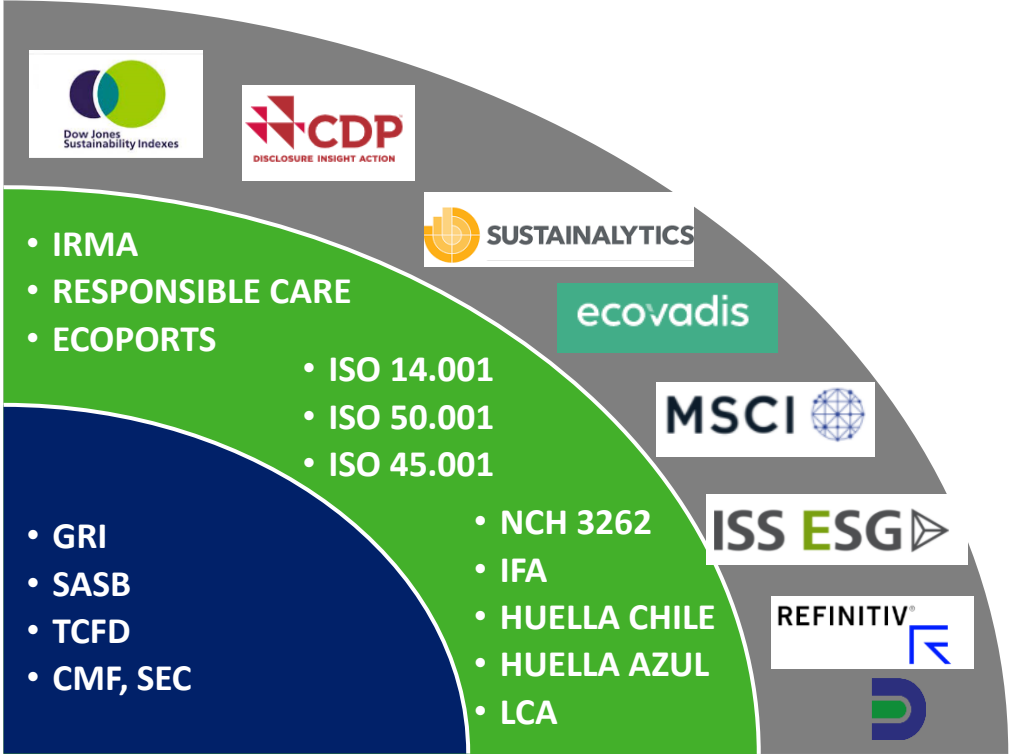 Dow Jones
Sustainability Indexes
CDP
DISCLOSURE INSIGHT ACTION
SUSTAINALYTICS
ecovadis
MSCI
ISS ESG
REFINITIV®
• IRMA
• RESPONSIBLE CARE
• ECOPORTS
• ISO 14.001
• ISO 50.001
• ISO 45.001
• NCH 3262
• IFA
• HUELLA CHILE
• HUELLA AZUL
• LCA
• GRI
• SASB
• TCFD
• CMF, SEC